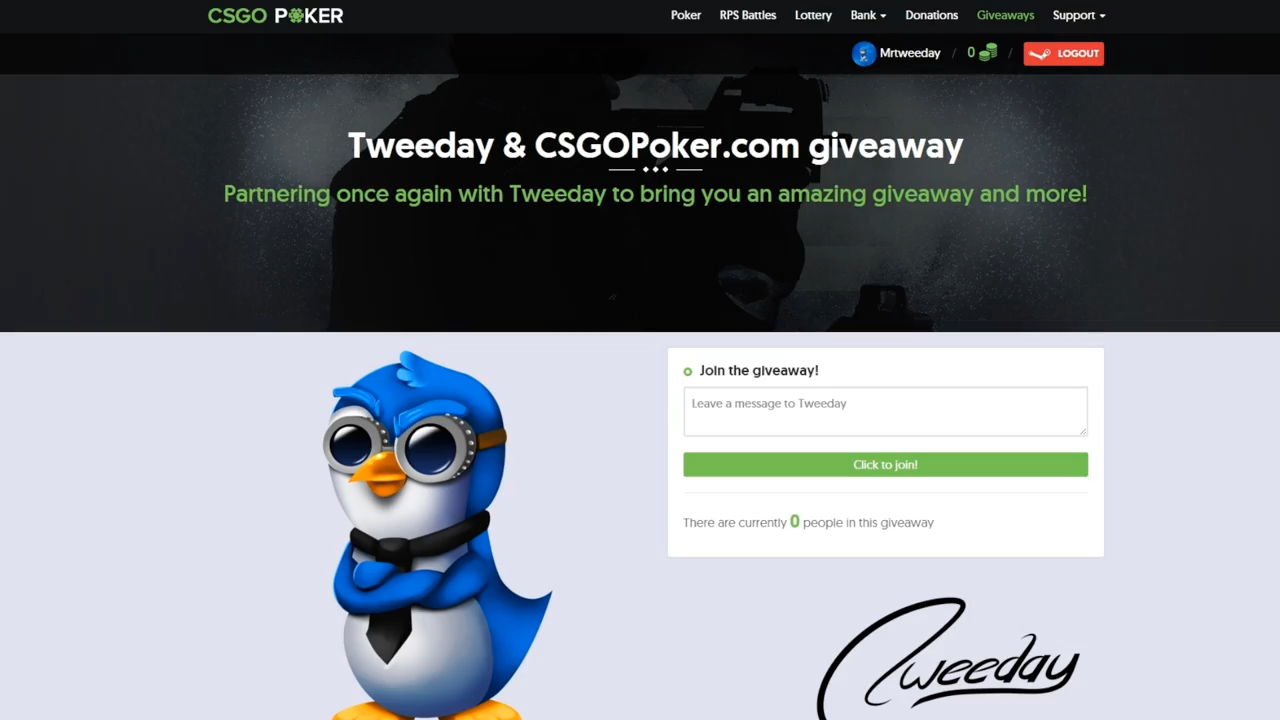 CSGO POKER
Poker RPS Battles Lottery Bank Donations Giveaways Support
Mrtweeday / 0 / LOGOUT
Tweeday & CSGOPoker.com giveaway
Partnering once again with Tweeday to bring you an amazing giveaway and more!
Join the giveaway!
Leave a message to Tweeday
Click to join!
There are currently 0 people in this giveaway
Tweeday